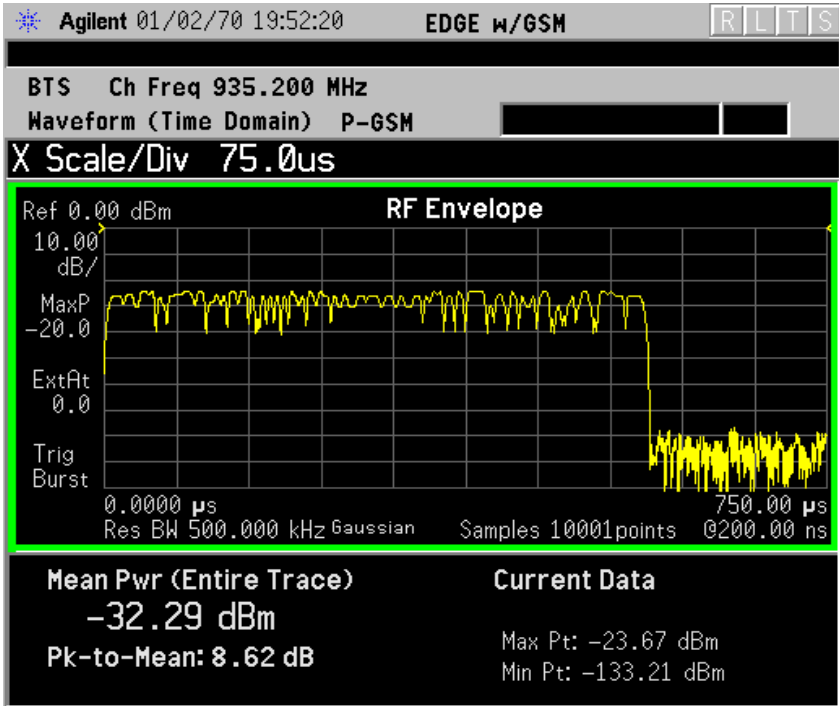 Agilent 01/02/70 19:52:20 EDGE w/GSM R L T S
BTS Ch Freq 935.200 MHz
Waveform (Time Domain) P-GSM
X Scale/Div 75.0us
Ref 0.00 dBm RF Envelope
10.00
dB/
MaxP
-20.0
ExtAt
0.0
Trig
Burst
0.0000 µs 750.00 µs
Res BW 500.000 kHz Gaussian Samples 10001points @200.00 ns
Mean Pwr (Entire Trace) Current Data
-32.29 dBm
Max Pt: -23.67 dBm
Pk-to-Mean: 8.62 dB
Min Pt: -133.21 dBm